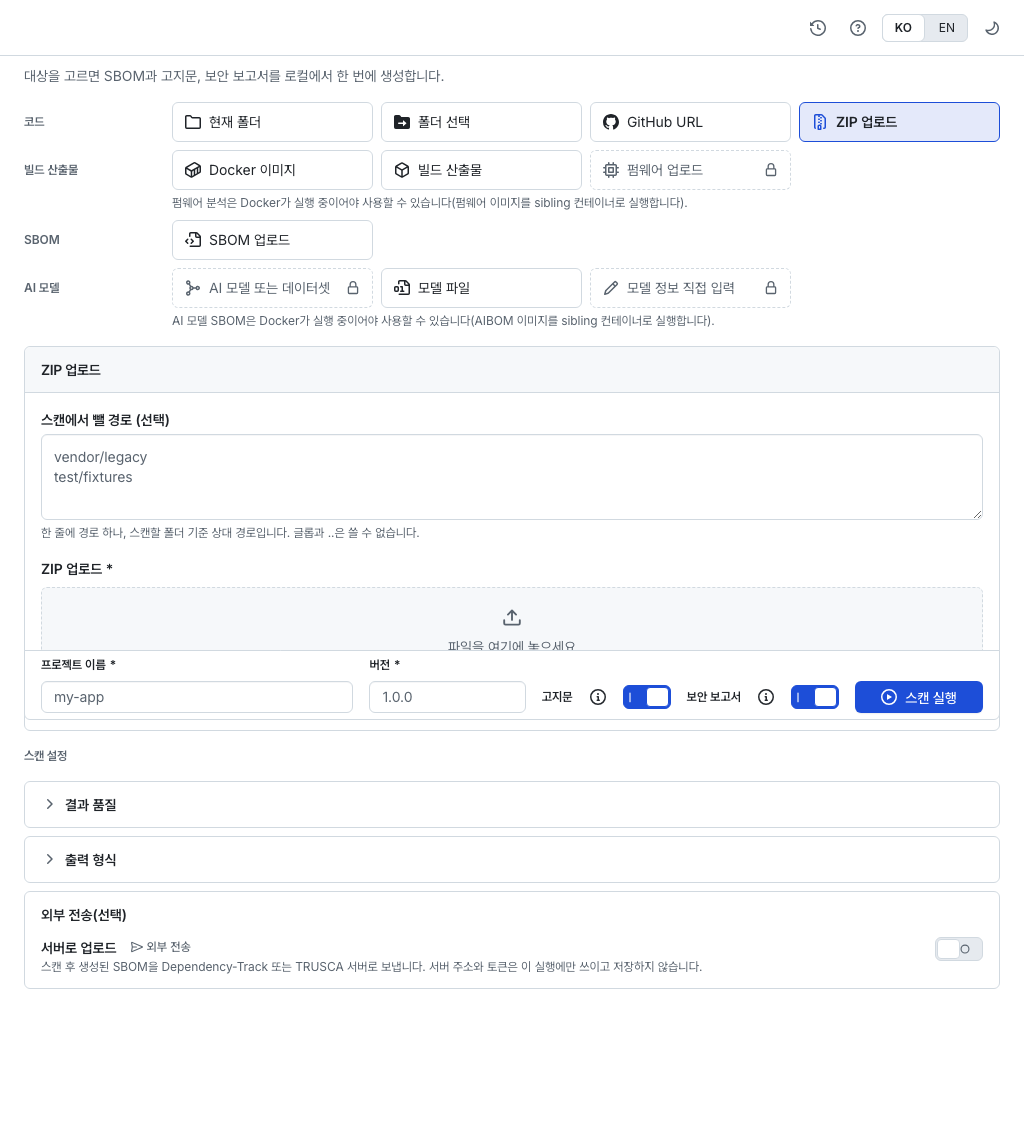 KO
EN
대상을 고르면 SBOM과 고지문, 보안 보고서를 로컬에서 한 번에 생성합니다.
코드
현재 폴더
폴더 선택
GitHub URL
ZIP 업로드
빌드 산출물
Docker 이미지
빌드 산출물
펌웨어 업로드
펌웨어 분석은 Docker가 실행 중이어야 사용할 수 있습니다(펌웨어 이미지를 sibling 컨테이너로 실행합니다).
SBOM
SBOM 업로드
AI 모델
AI 모델 또는 데이터셋
모델 파일
모델 정보 직접 입력
AI 모델 SBOM은 Docker가 실행 중이어야 사용할 수 있습니다(AIBOM 이미지를 sibling 컨테이너로 실행합니다).
ZIP 업로드
스캔에서 뺄 경로 (선택)
vendor/legacy
test/fixtures
한 줄에 경로 하나, 스캔할 폴더 기준 상대 경로입니다. 글롭과 ..은 쓸 수 없습니다.
ZIP 업로드 *
파일을 여기에 놓으세요
프로젝트 이름 *
버전 *
my-app
1.0.0
고지문
보안 보고서
스캔 실행
스캔 설정
결과 품질
출력 형식
외부 전송(선택)
서버로 업로드
외부 전송
스캔 후 생성된 SBOM을 Dependency-Track 또는 TRUSCA 서버로 보냅니다. 서버 주소와 토큰은 이 실행에만 쓰이고 저장하지 않습니다.